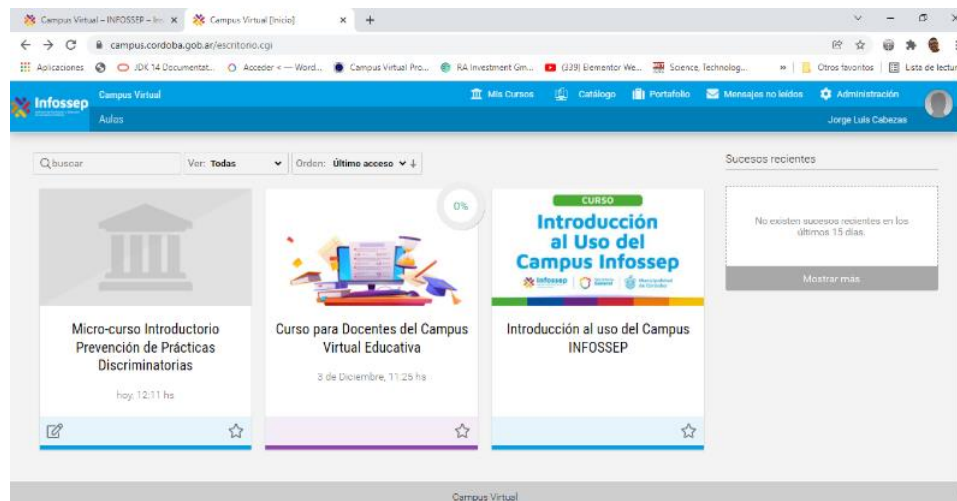 Campus Virtual – INFOSSEP – In
Campus Virtual [Inicio]
campus.cordoba.gob.ar/escritorio.cgi
Aplicaciones
JDK 14 Documentat...
Acceder < — Word...
Campus Virtual Pro...
RA Investment Gm...
(339) Elementor We...
Science, Technolog...
»
Otros favoritos
Lista de lectur
Infossep
Campus Virtual
Mis Cursos
Catálogo
Portafolio
Mensajes no leídos
Administración
Aulas
Jorge Luis Cabezas
buscar
Ver: Todas
Orden: Último acceso
Sucesos recientes
No existen sucesos recientes en los
últimos 15 días.
Mostrar más
0%
CURSO
Introducción
al Uso del
Campus Infossep
Infossep
Micro-curso Introductorio
Prevención de Prácticas
Discriminatorias
hoy, 12:11 hs
Curso para Docentes del Campus
Virtual Educativa
3 de Diciembre, 11:25 hs
Introducción al uso del Campus
INFOSSEP
Campus Virtual